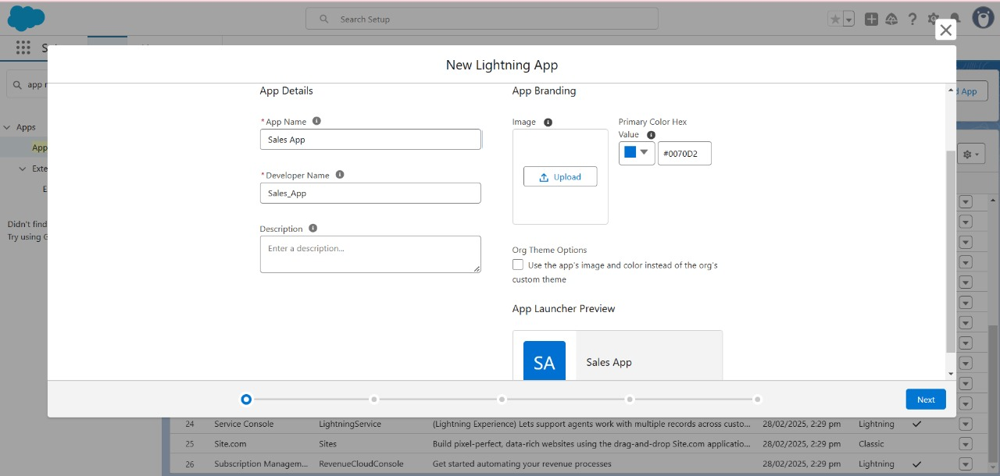 Search Setup
New Lightning App
App Details
App Branding
* App Name
Image
Primary Color Hex
Value
Sales App
Upload
#0070D2
* Developer Name
Sales_App
Description
Enter a description...
Org Theme Options
Use the app's image and color instead of the org's
custom theme
App Launcher Preview
SA
Sales App
Next
Apps
App
Exte
E
Didn't find
Try using G
d App
24 Service Console LightningService (Lightning Experience) Lets support agents work with multiple records across custo... 28/02/2025, 2:29 pm Lightning
25 Site.com Sites Build pixel-perfect, data-rich websites using the drag-and-drop Site.com applicatio... 28/02/2025, 2:29 pm Classic
26 Subscription Managem... RevenueCloudConsole Get started automating your revenue processes 28/02/2025, 2:29 pm Lightning